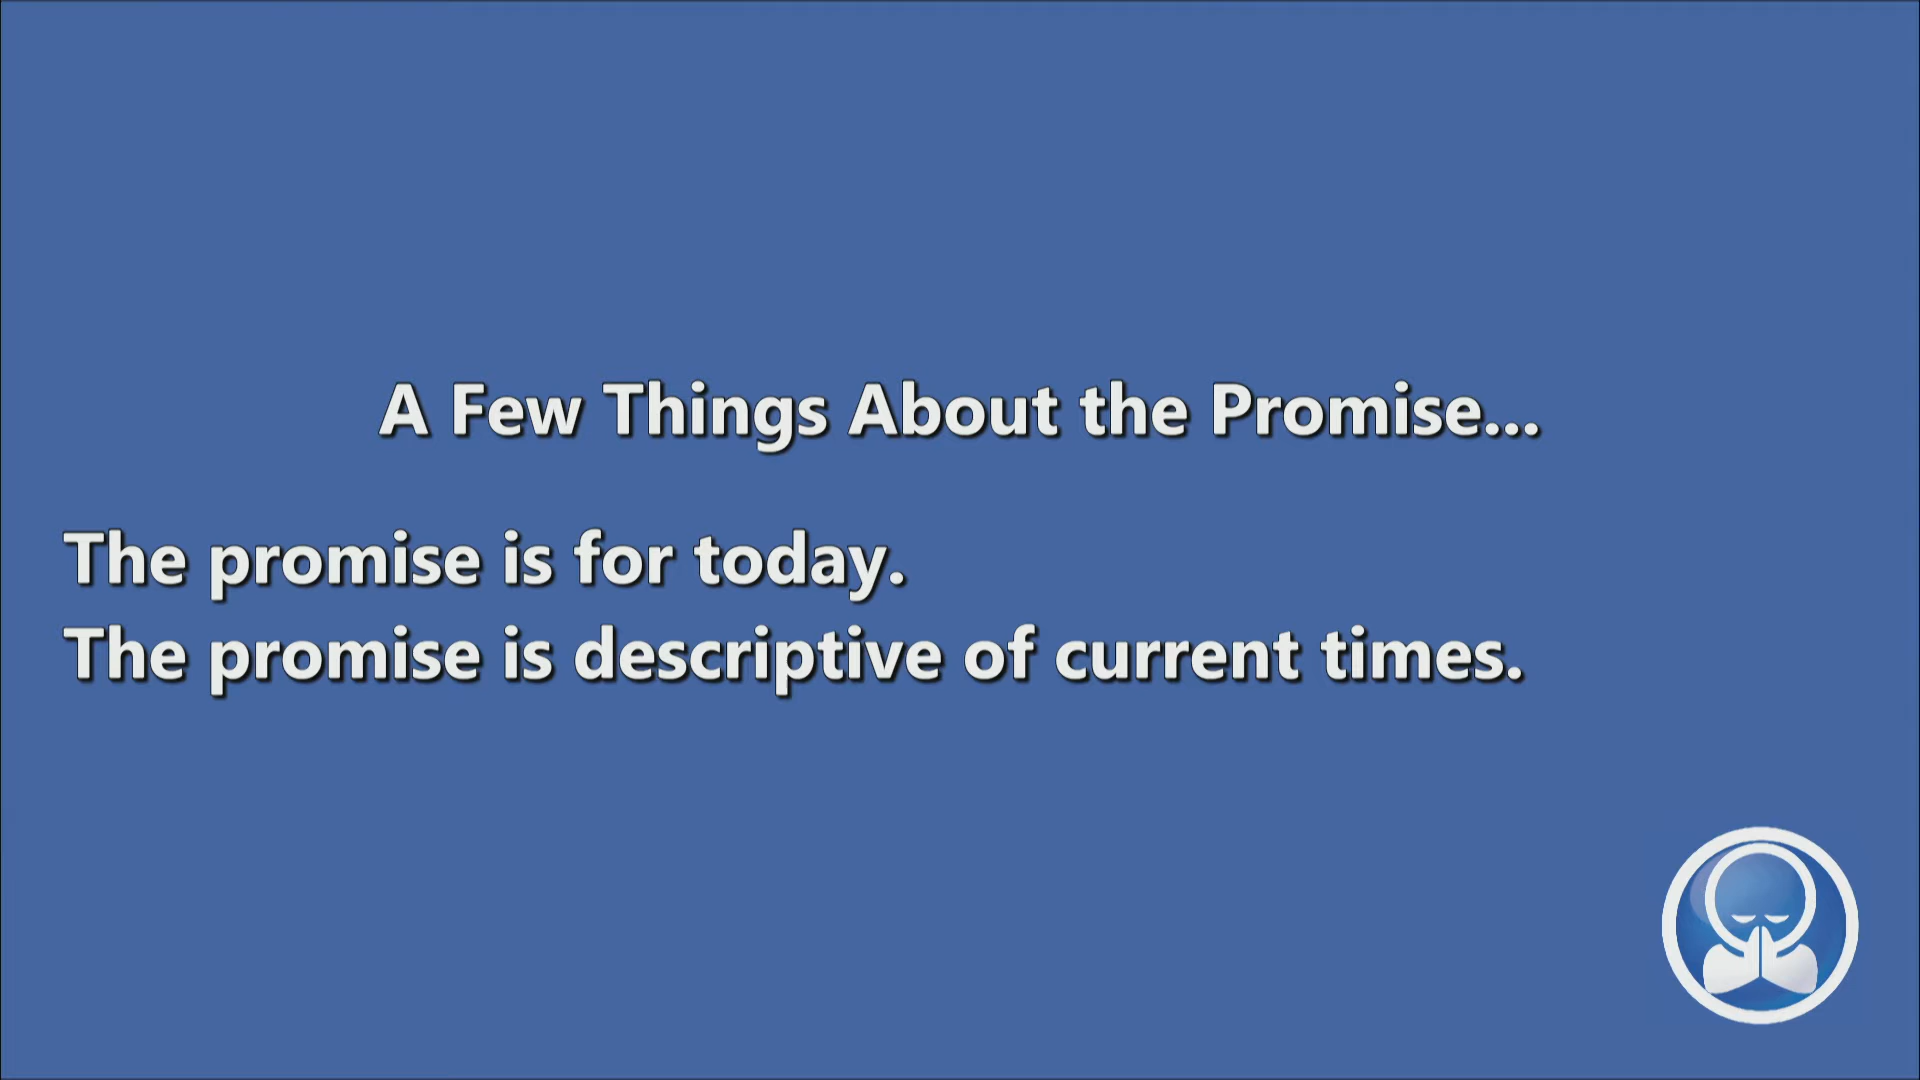 A Few Things About the Promise...
The promise is for today.
The promise is descriptive of current times.